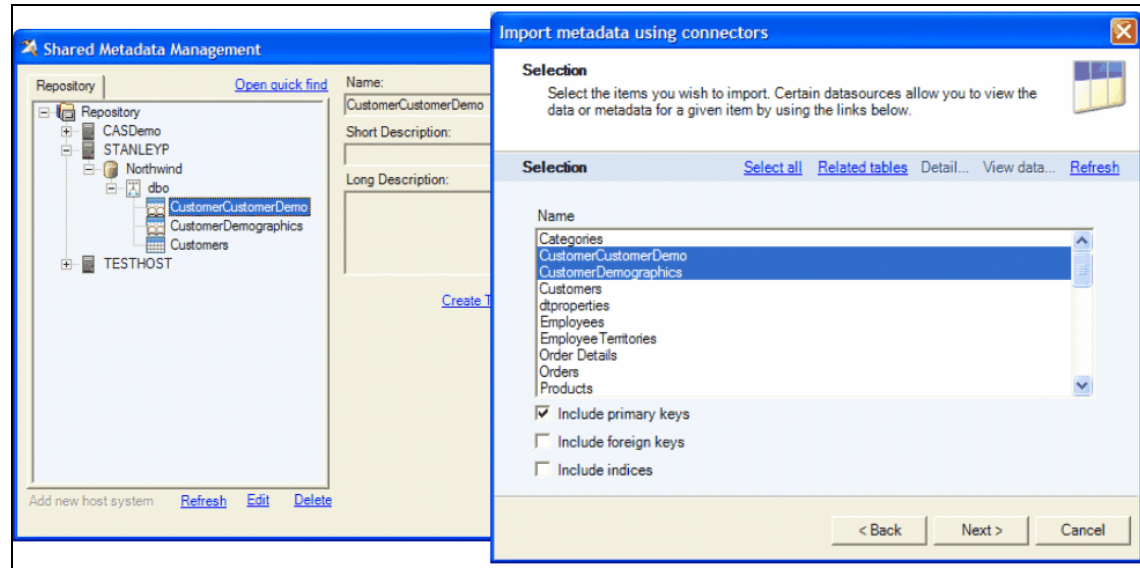 Shared Metadata Management
Repository
Open quick find
Repository
CASDemo
STANLEYP
Northwind
dbo
CustomerCustomerDemo
CustomerDemographics
Customers
TESTHOST
Name:
CustomerCustomerDemo
Short Description:
Long Description:
Create T
Add new host system Refresh Edit Delete
Import metadata using connectors
Selection
Select the items you wish to import. Certain datasources allow you to view the
data or metadata for a given item by using the links below.
Selection Select all Related tables Detail... View data... Refresh
Name
Categories
CustomerCustomerDemo
CustomerDemographics
Customers
dtproperties
Employees
EmployeeTerritories
Order Details
Orders
Products
Include primary keys
Include foreign keys
Include indices
< Back Next > Cancel